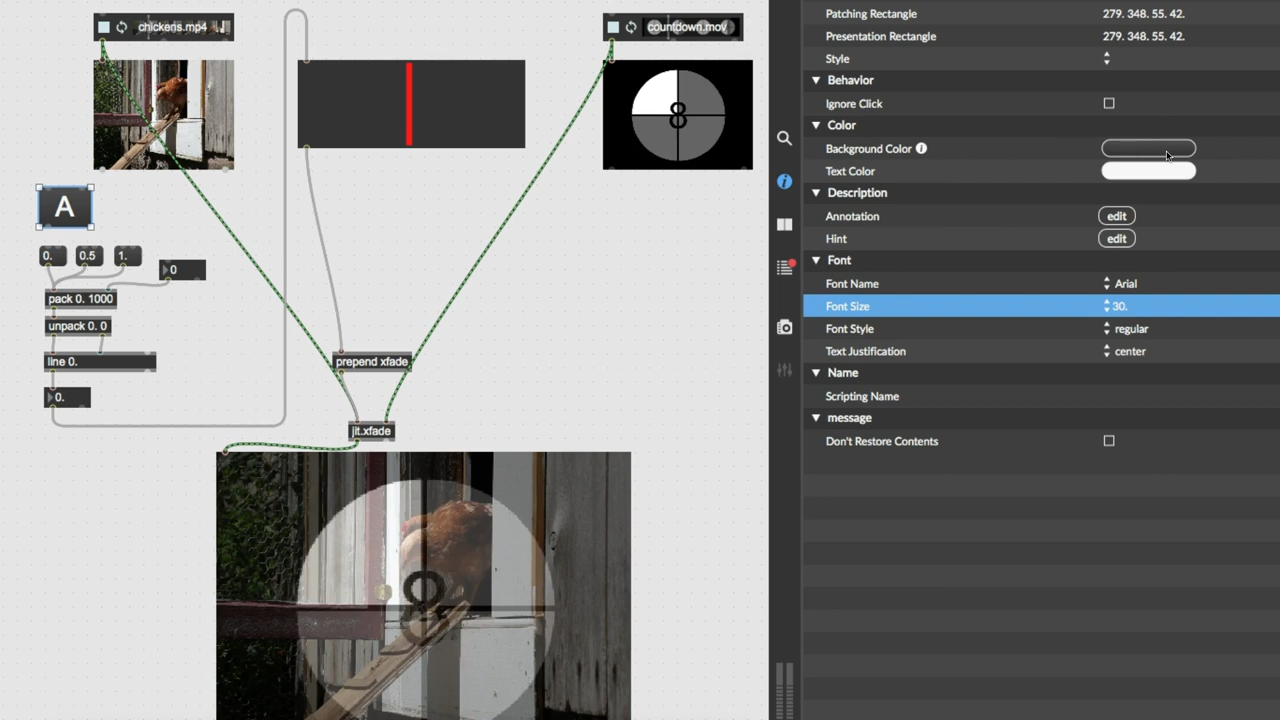 chickens.mp4
countdown.mov
8
A
0.
0.5
1.
0
pack 0. 1000
unpack 0. 0
line 0.
0.
prepend xfade
jit.xfade
8
Patching Rectangle 279. 348. 55. 42.
Presentation Rectangle 279. 348. 55. 42.
Style
Behavior
Ignore Click
Color
Background Color i
Text Color
Description
Annotation edit
Hint edit
Font
Font Name Arial
Font Size 30.
Font Style regular
Text Justification center
Name
Scripting Name
message
Don't Restore Contents